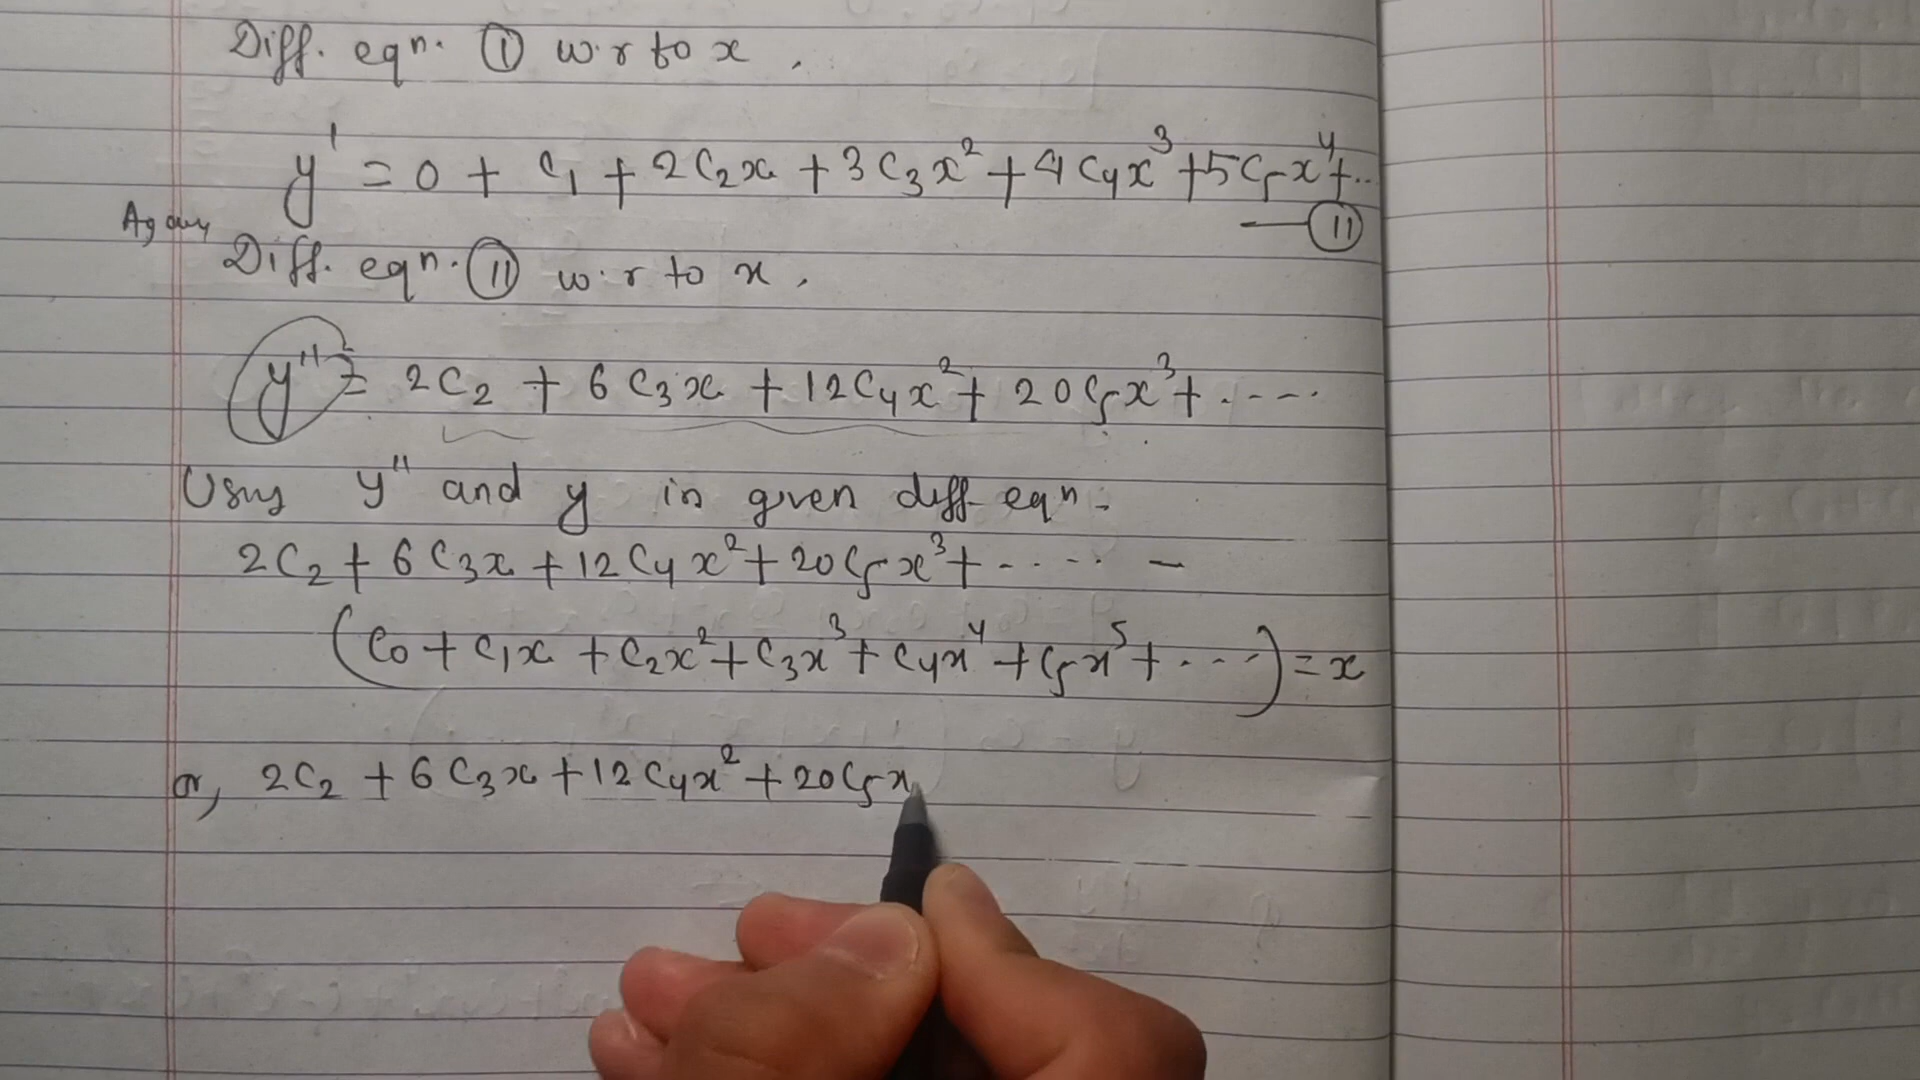 Diff. eqn. ① w.r to x .
y' = 0 + c₁ + 2c₂x + 3c₃x² + 4c₄x³ + 5c₅x⁴ + ..
— ⑪
Again
Diff. eqn. ⑪ w.r to x .
y'' = 2c₂ + 6c₃x + 12c₄x² + 20c₅x³ + .----
Using y'' and y in given diff eqn.
2c₂ + 6c₃x + 12c₄x² + 20c₅x³ + ..... −
(c₀ + c₁x + c₂x² + c₃x³ + c₄x⁴ + c₅x⁵ + ....) = x
or, 2c₂ + 6c₃x + 12c₄x² + 20c₅x